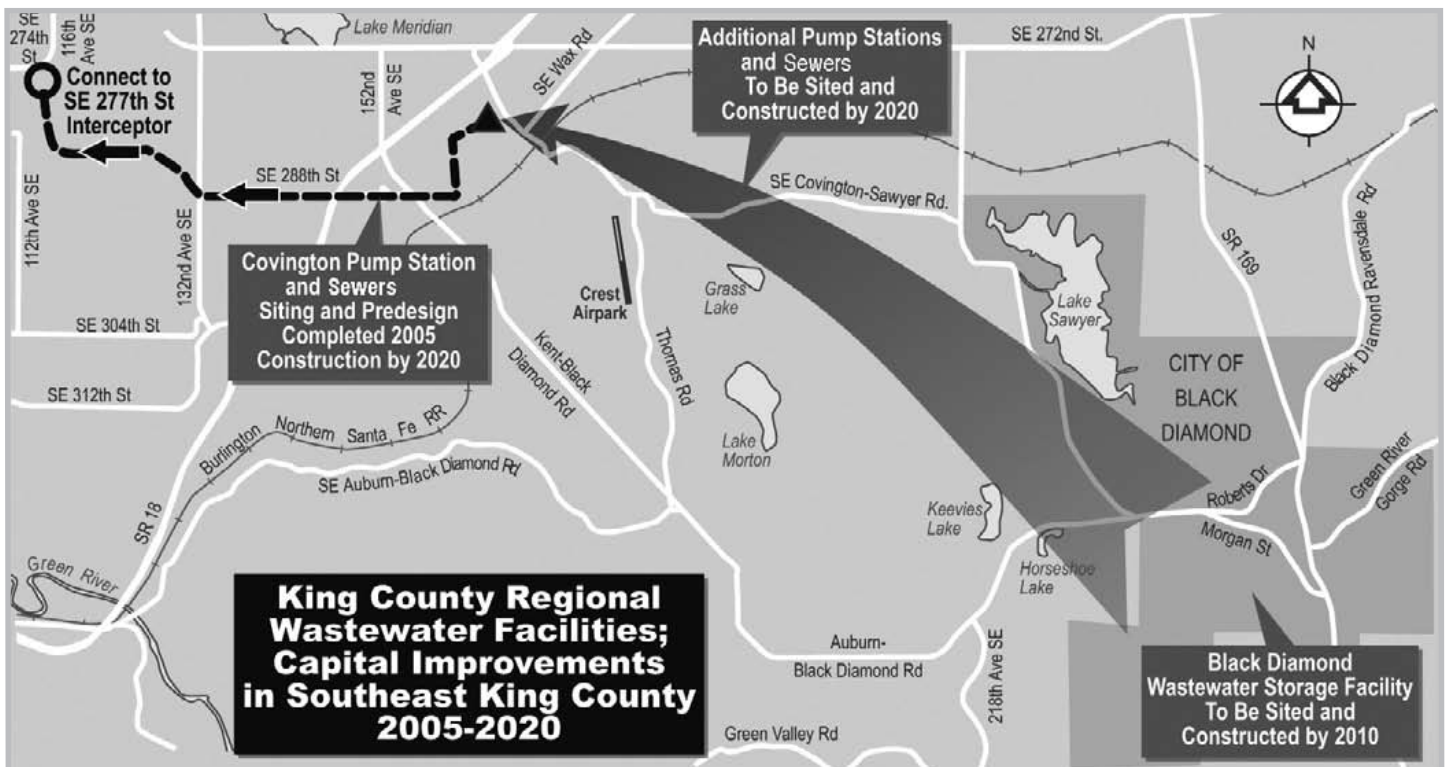 SE
274th
St
116th
Ave SE
Lake Meridian
Connect to
SE 277th St
Interceptor
152nd
Ave SE
SE Wax Rd
Additional Pump Stations
and Sewers
To Be Sited and
Constructed by 2020
SE 272nd St.
N
SE 288th St
112th Ave SE
132nd Ave SE
SE Covington-Sawyer Rd.
SR 169
Black Diamond Ravensdale Rd
Covington Pump Station
and Sewers
Siting and Predesign
Completed 2005
Construction by 2020
Crest
Airpark
Grass
Lake
Lake
Sawyer
SE 304th St
SE 312th St
Kent-Black
Diamond Rd
Thomas Rd
CITY OF
BLACK
DIAMOND
Burlington Northern Santa Fe RR
SE Auburn-Black Diamond Rd
Lake
Morton
SR 18
Green River
Keevies
Lake
Horseshoe
Lake
Roberts Dr
Morgan St
Green River
Gorge Rd
King County Regional
Wastewater Facilities;
Capital Improvements
in Southeast King County
2005-2020
Auburn-
Black Diamond Rd
218th Ave SE
Green Valley Rd
Black Diamond
Wastewater Storage Facility
To Be Sited and
Constructed by 2010